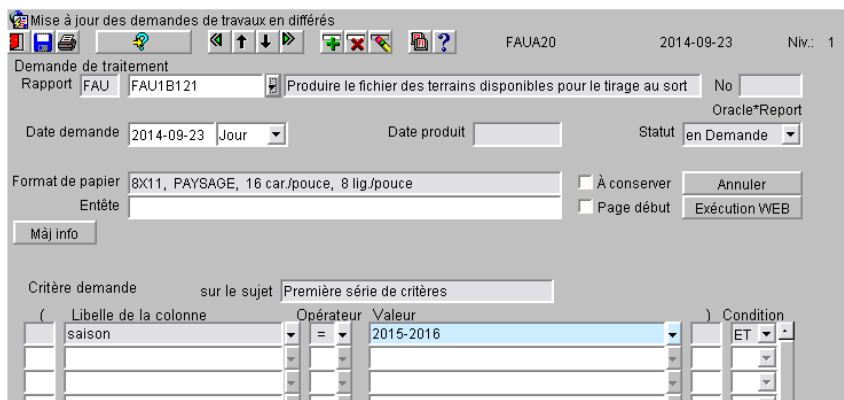 Mise à jour des demandes de travaux en différés
FAUA20 2014-09-23 Niv.: 1
Demande de traitement
Rapport FAU FAU1B121 Produire le fichier des terrains disponibles pour le tirage au sort No
Oracle*Report
Date demande 2014-09-23 Jour Date produit Statut en Demande
Format de papier 8X11, PAYSAGE, 16 car./pouce, 8 lig./pouce À conserver Annuler
Entête Page début Exécution WEB
Màj info
Critère demande sur le sujet Première série de critères
( Libelle de la colonne Opérateur Valeur ) Condition
saison = 2015-2016 ET